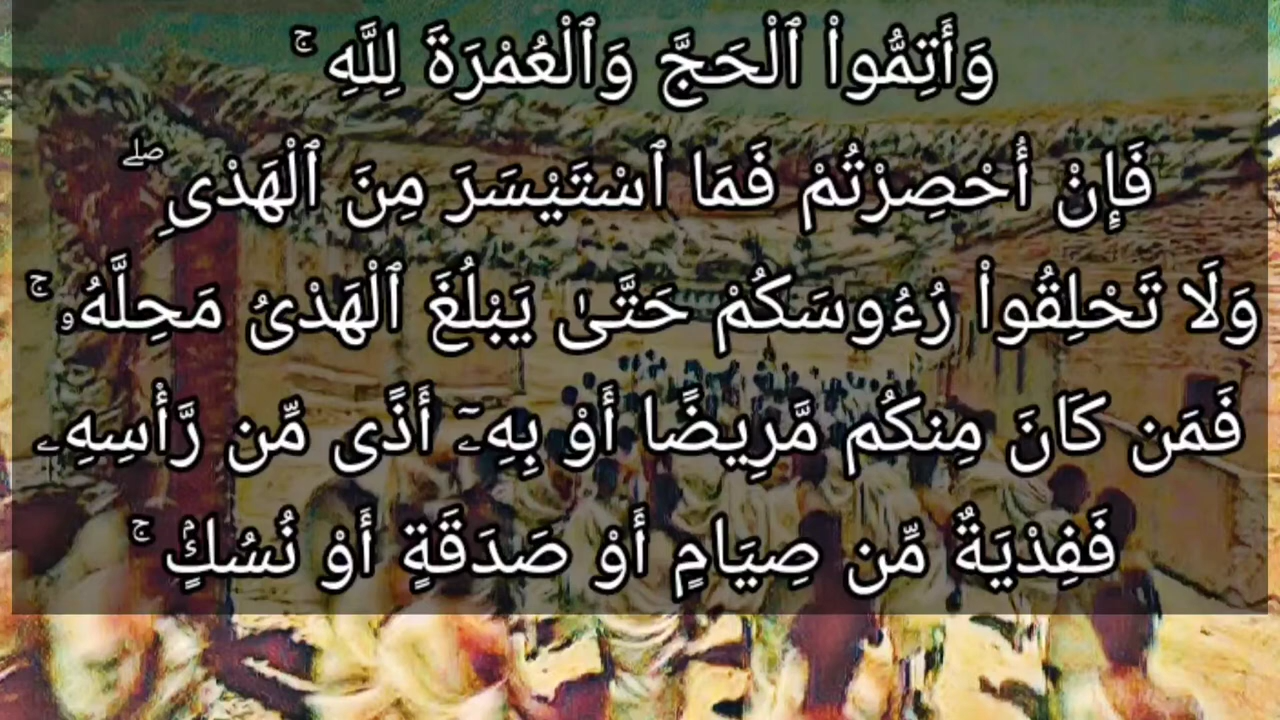 وَأَتِمُّوا۟ ٱلْحَجَّ وَٱلْعُمْرَةَ لِلَّهِ ۚ
فَإِنْ أُحْصِرْتُمْ فَمَا ٱسْتَيْسَرَ مِنَ ٱلْهَدْىِ ۖ
وَلَا تَحْلِقُوا۟ رُءُوسَكُمْ حَتَّىٰ يَبْلُغَ ٱلْهَدْىُ مَحِلَّهُۥ ۚ
فَمَن كَانَ مِنكُم مَّرِيضًا أَوْ بِهِۦٓ أَذًى مِّن رَّأْسِهِۦ
فَفِدْيَةٌ مِّن صِيَامٍ أَوْ صَدَقَةٍ أَوْ نُسُكٍۢ ۚ